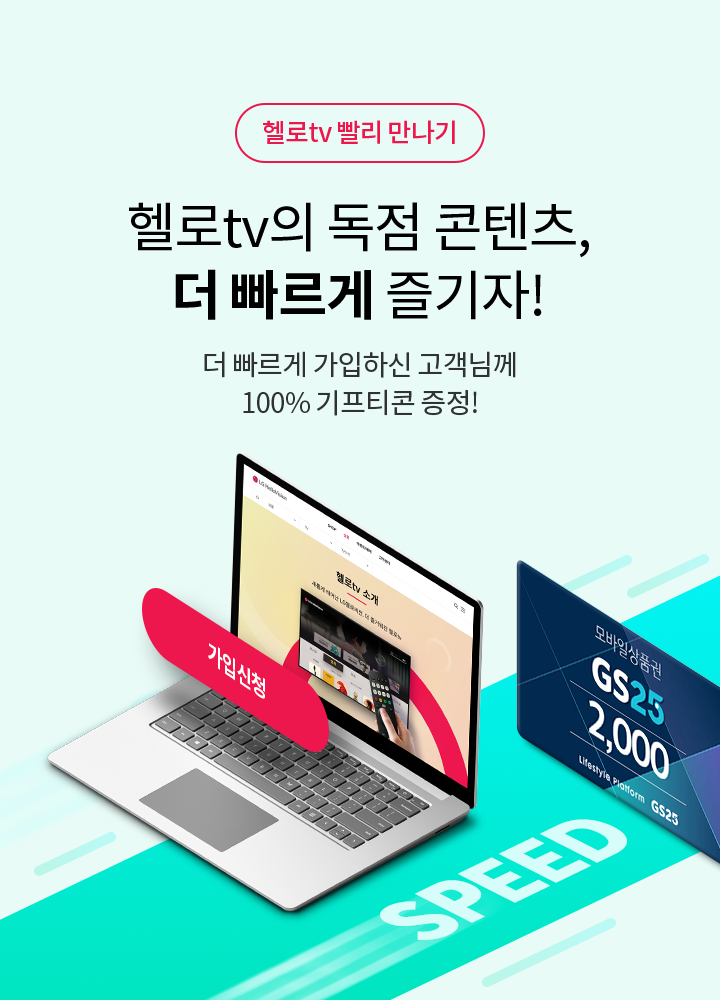 헬로tv 빨리 만나기
헬로tv의 독점 콘텐츠,
더 빠르게 즐기자!
더 빠르게 가입하신 고객님께
100% 기프티콘 증정!
LG HelloVision
헬로tv 소개
가입신청
모바일상품권
GS25
2,000
Lifestyle Platform GS25
SPEED